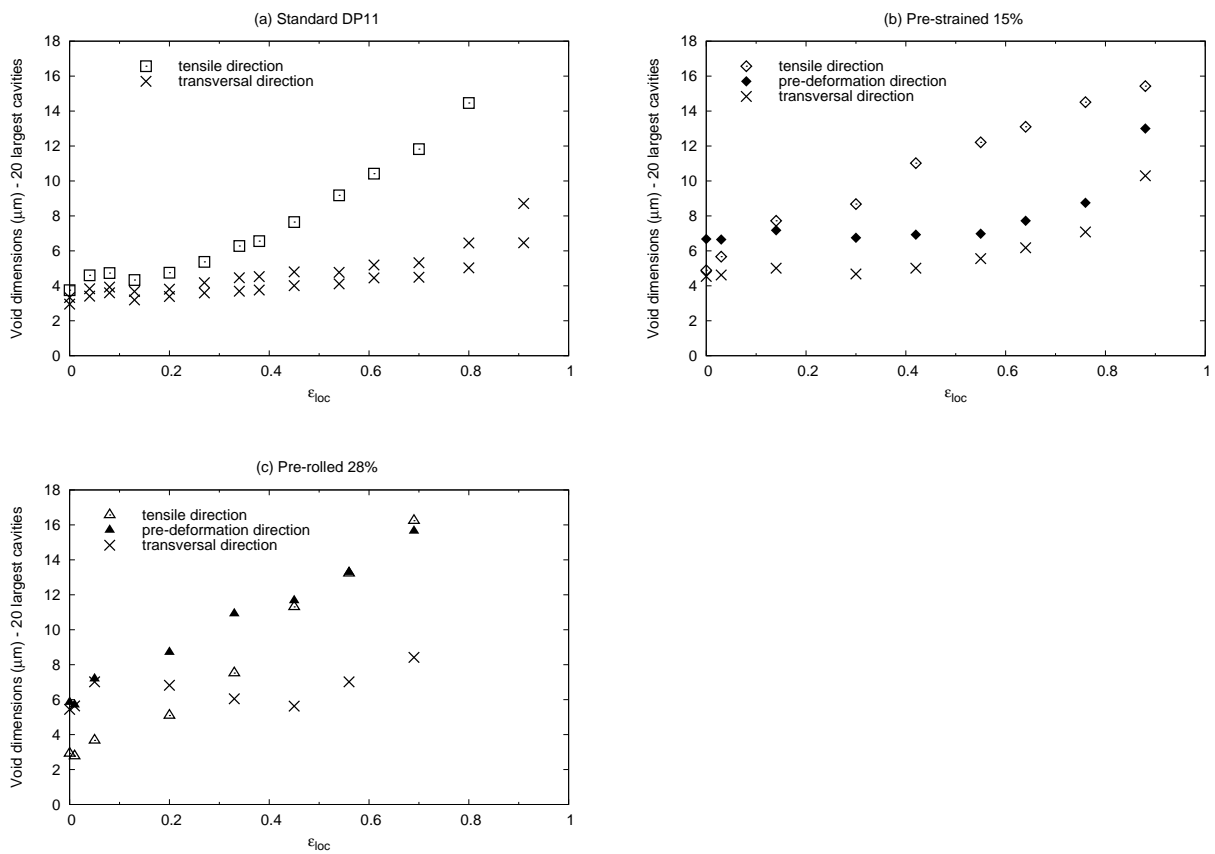 (a) Standard DP11
Void dimensions (μm) - 20 largest cavities
18
16
14
12
10
8
6
4
2
0
tensile direction
transversal direction
0 0.2 0.4 0.6 0.8 1
εloc
(b) Pre-strained 15%
Void dimensions (μm) - 20 largest cavities
18
16
14
12
10
8
6
4
2
0
tensile direction
pre-deformation direction
transversal direction
0 0.2 0.4 0.6 0.8 1
εloc
(c) Pre-rolled 28%
Void dimensions (μm) - 20 largest cavities
18
16
14
12
10
8
6
4
2
0
tensile direction
pre-deformation direction
transversal direction
0 0.2 0.4 0.6 0.8 1
εloc